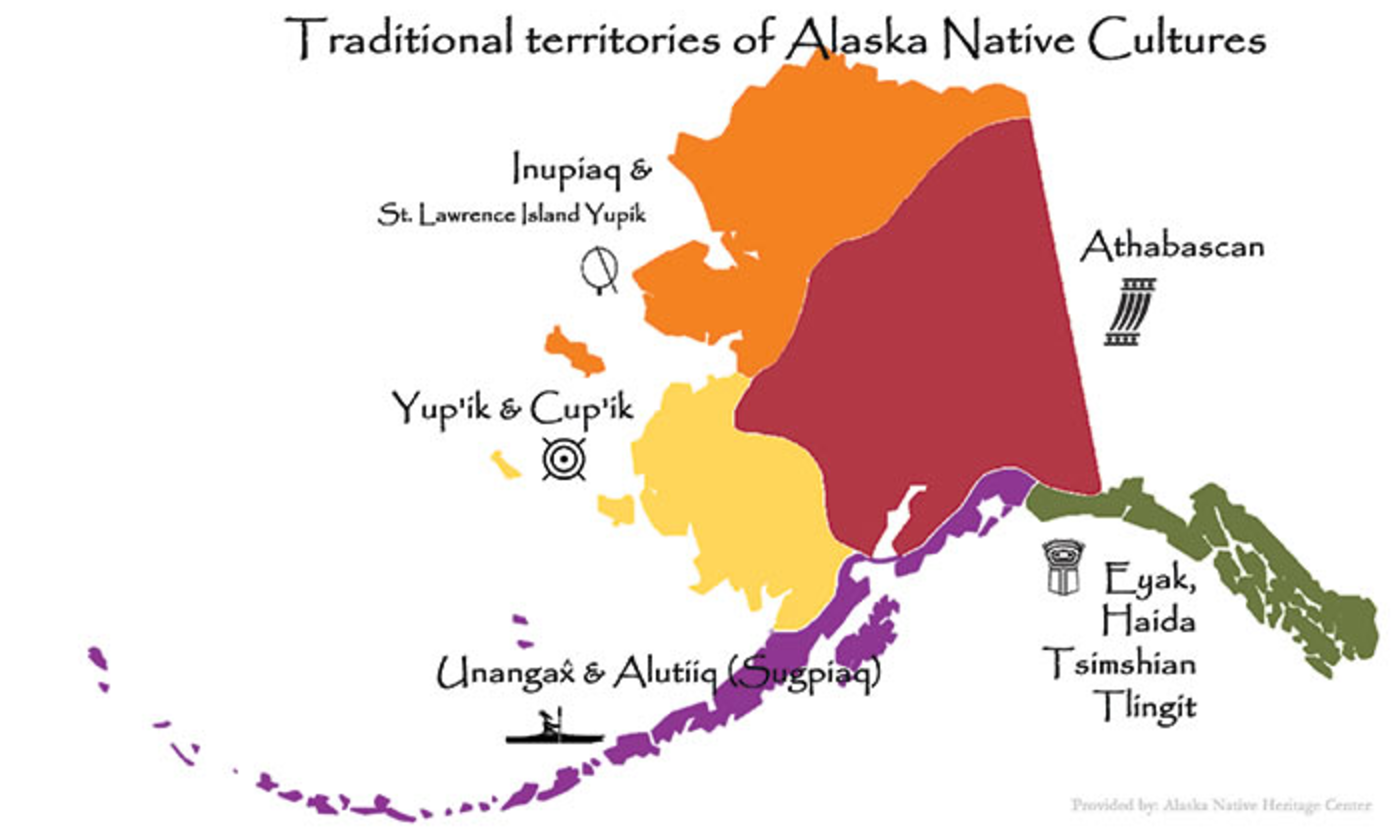 Traditional territories of Alaska Native Cultures
Inupiaq &
St. Lawrence Island Yupik
Athabascan
Yup'ik & Cup'ik
Eyak,
Haida
Tsimshian
Tlingit
Unangax̂ & Alutiiq (Sugpiaq)
Provided by: Alaska Native Heritage Center